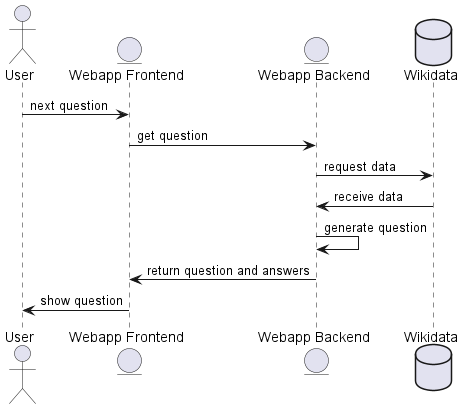 User Webapp Frontend Webapp Backend Wikidata
next question
get question
request data
receive data
generate question
return question and answers
show question
User Webapp Frontend Webapp Backend Wikidata